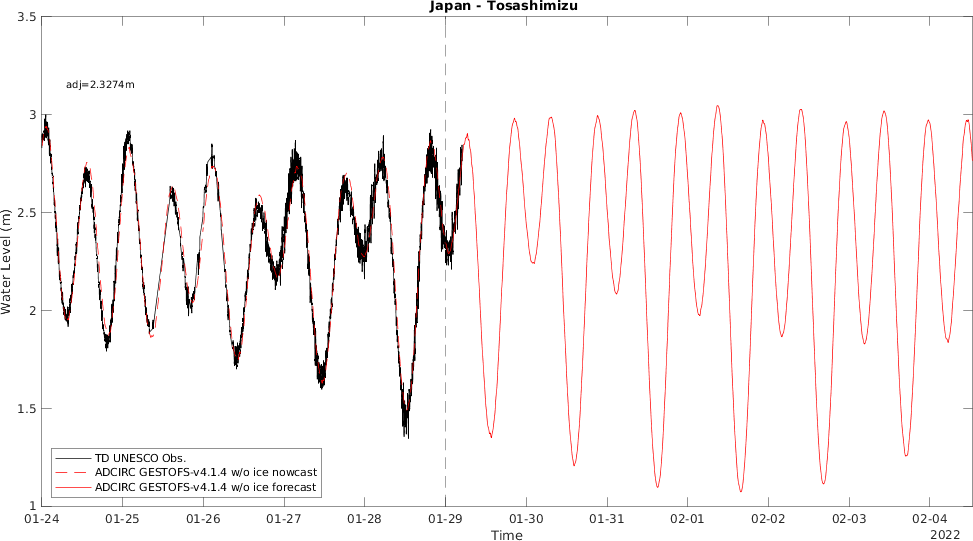 Japan - Tosashimizu
3.5
adj=2.3274m
3
2.5
2
1.5
1
Water Level (m)
TD UNESCO Obs.
ADCIRC GESTOFS-v4.1.4 w/o ice nowcast
ADCIRC GESTOFS-v4.1.4 w/o ice forecast
01-24 01-25 01-26 01-27 01-28 01-29 01-30 01-31 02-01 02-02 02-03 02-04
Time
2022